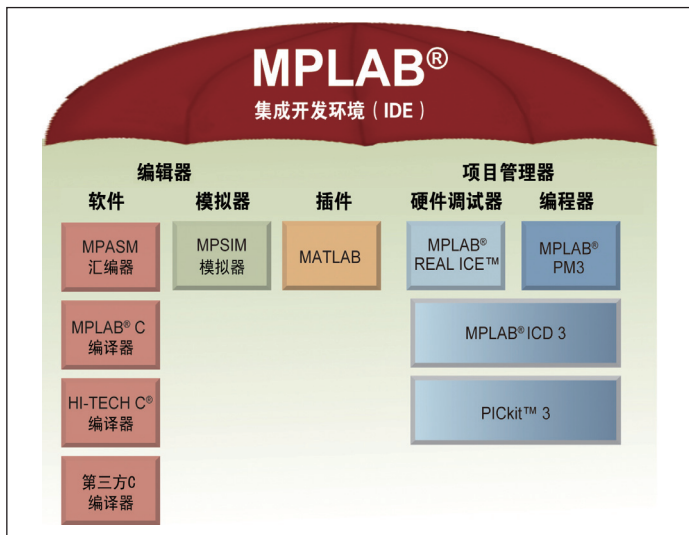 MPLAB®
集成开发环境（IDE）
编辑器 项目管理器
软件 模拟器 插件 硬件调试器 编程器
MPASM
汇编器
MPSIM
模拟器
MATLAB
MPLAB®
REAL ICE™
MPLAB®
PM3
MPLAB® C
编译器
MPLAB® ICD 3
HI-TECH C®
编译器
PICkit™ 3
第三方C
编译器